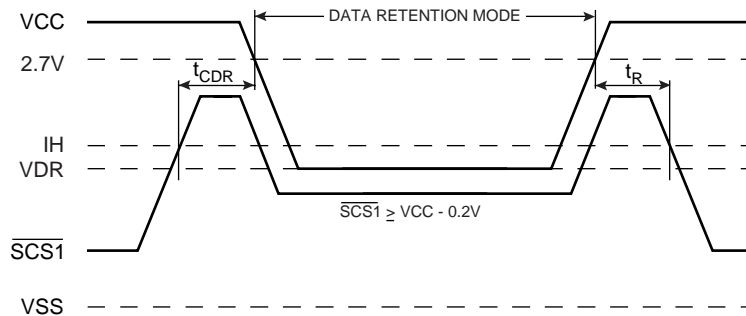 VCC
DATA RETENTION MODE
2.7V
tCDR
tR
IH
VDR
SCS1 ≥ VCC - 0.2V
SCS1
VSS